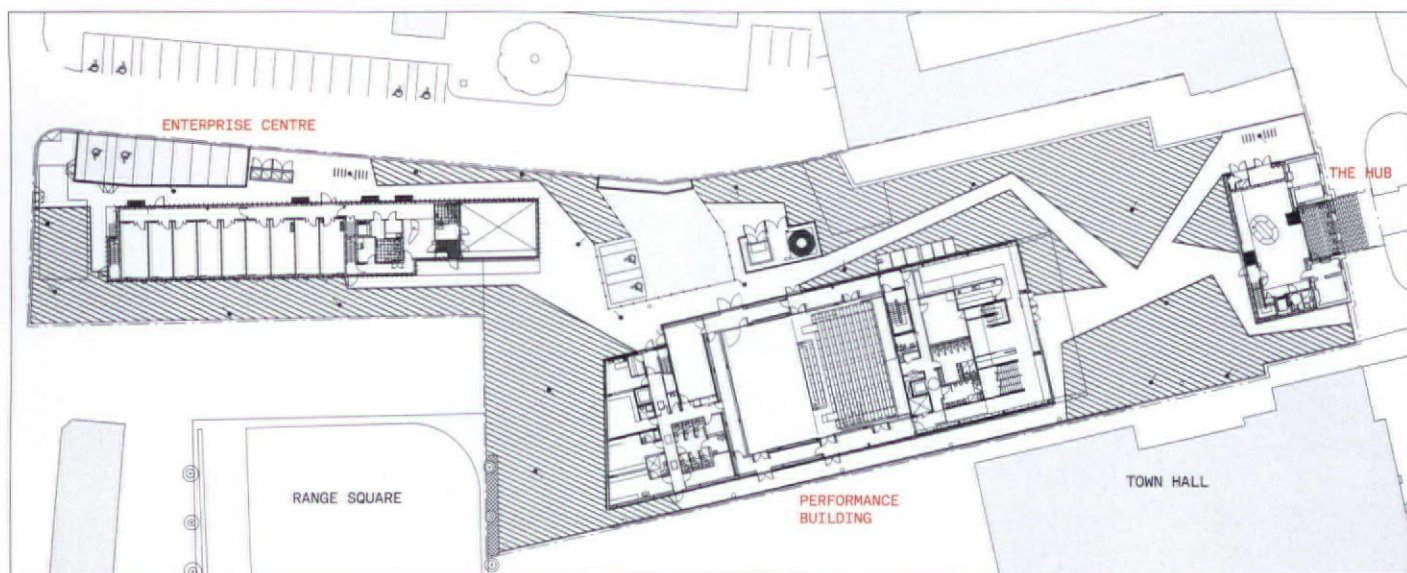 ENTERPRISE CENTRE
THE HUB
RANGE SQUARE
PERFORMANCE
BUILDING
TOWN HALL